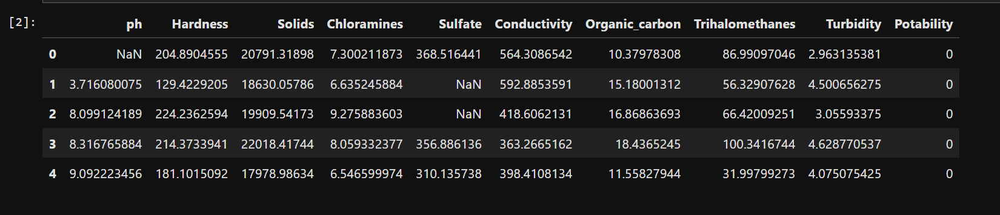 [2]:
ph Hardness Solids Chloramines Sulfate Conductivity Organic_carbon Trihalomethanes Turbidity Potability
0 NaN 204.8904555 20791.31898 7.300211873 368.516441 564.3086542 10.37978308 86.99097046 2.963135381 0
1 3.716080075 129.4229205 18630.05786 6.635245884 NaN 592.8853591 15.18001312 56.32907628 4.500656275 0
2 8.099124189 224.2362594 19909.54173 9.275883603 NaN 418.6062131 16.86863693 66.42009251 3.05593375 0
3 8.316765884 214.3733941 22018.41744 8.059332377 356.886136 363.2665162 18.4365245 100.3416744 4.628770537 0
4 9.092223456 181.1015092 17978.98634 6.546599974 310.135738 398.4108134 11.55827944 31.99799273 4.075075425 0